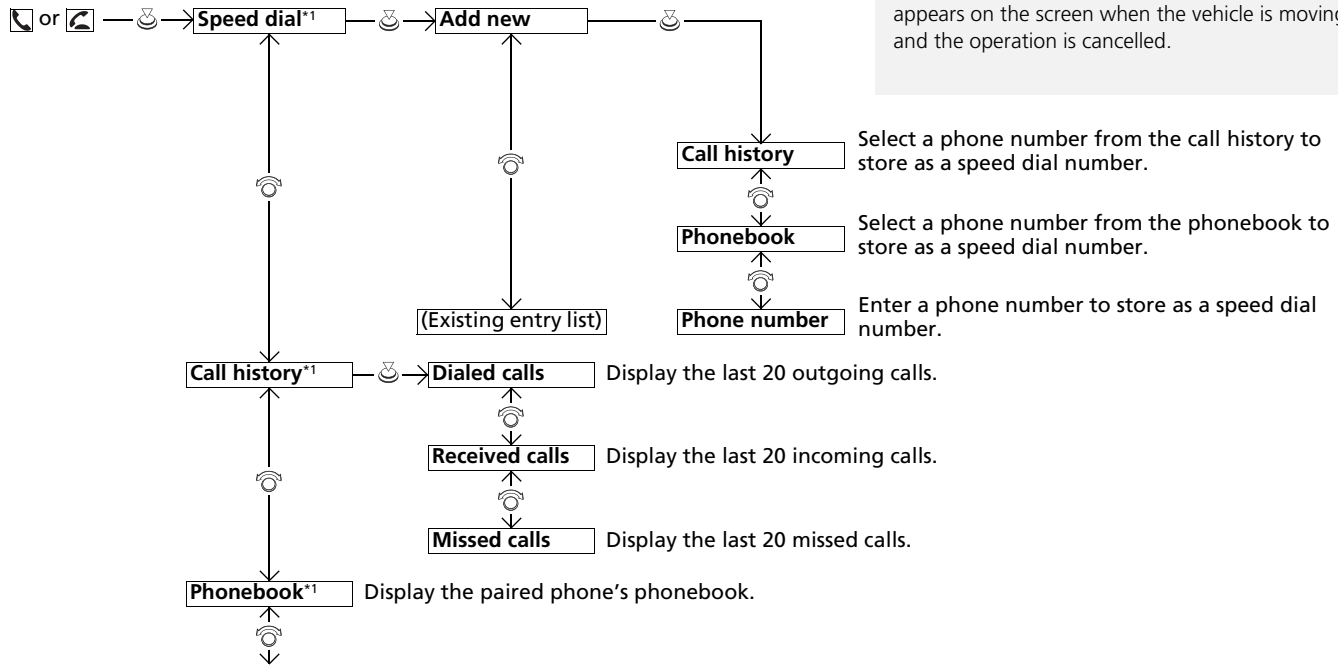 appears on the screen when the vehicle is moving
and the operation is cancelled.
or
Speed dial*1
Add new
Call history
Select a phone number from the call history to
store as a speed dial number.
Phonebook
Select a phone number from the phonebook to
store as a speed dial number.
(Existing entry list)
Phone number
Enter a phone number to store as a speed dial
number.
Call history*1
Dialed calls
Display the last 20 outgoing calls.
Received calls
Display the last 20 incoming calls.
Missed calls
Display the last 20 missed calls.
Phonebook*1
Display the paired phone’s phonebook.